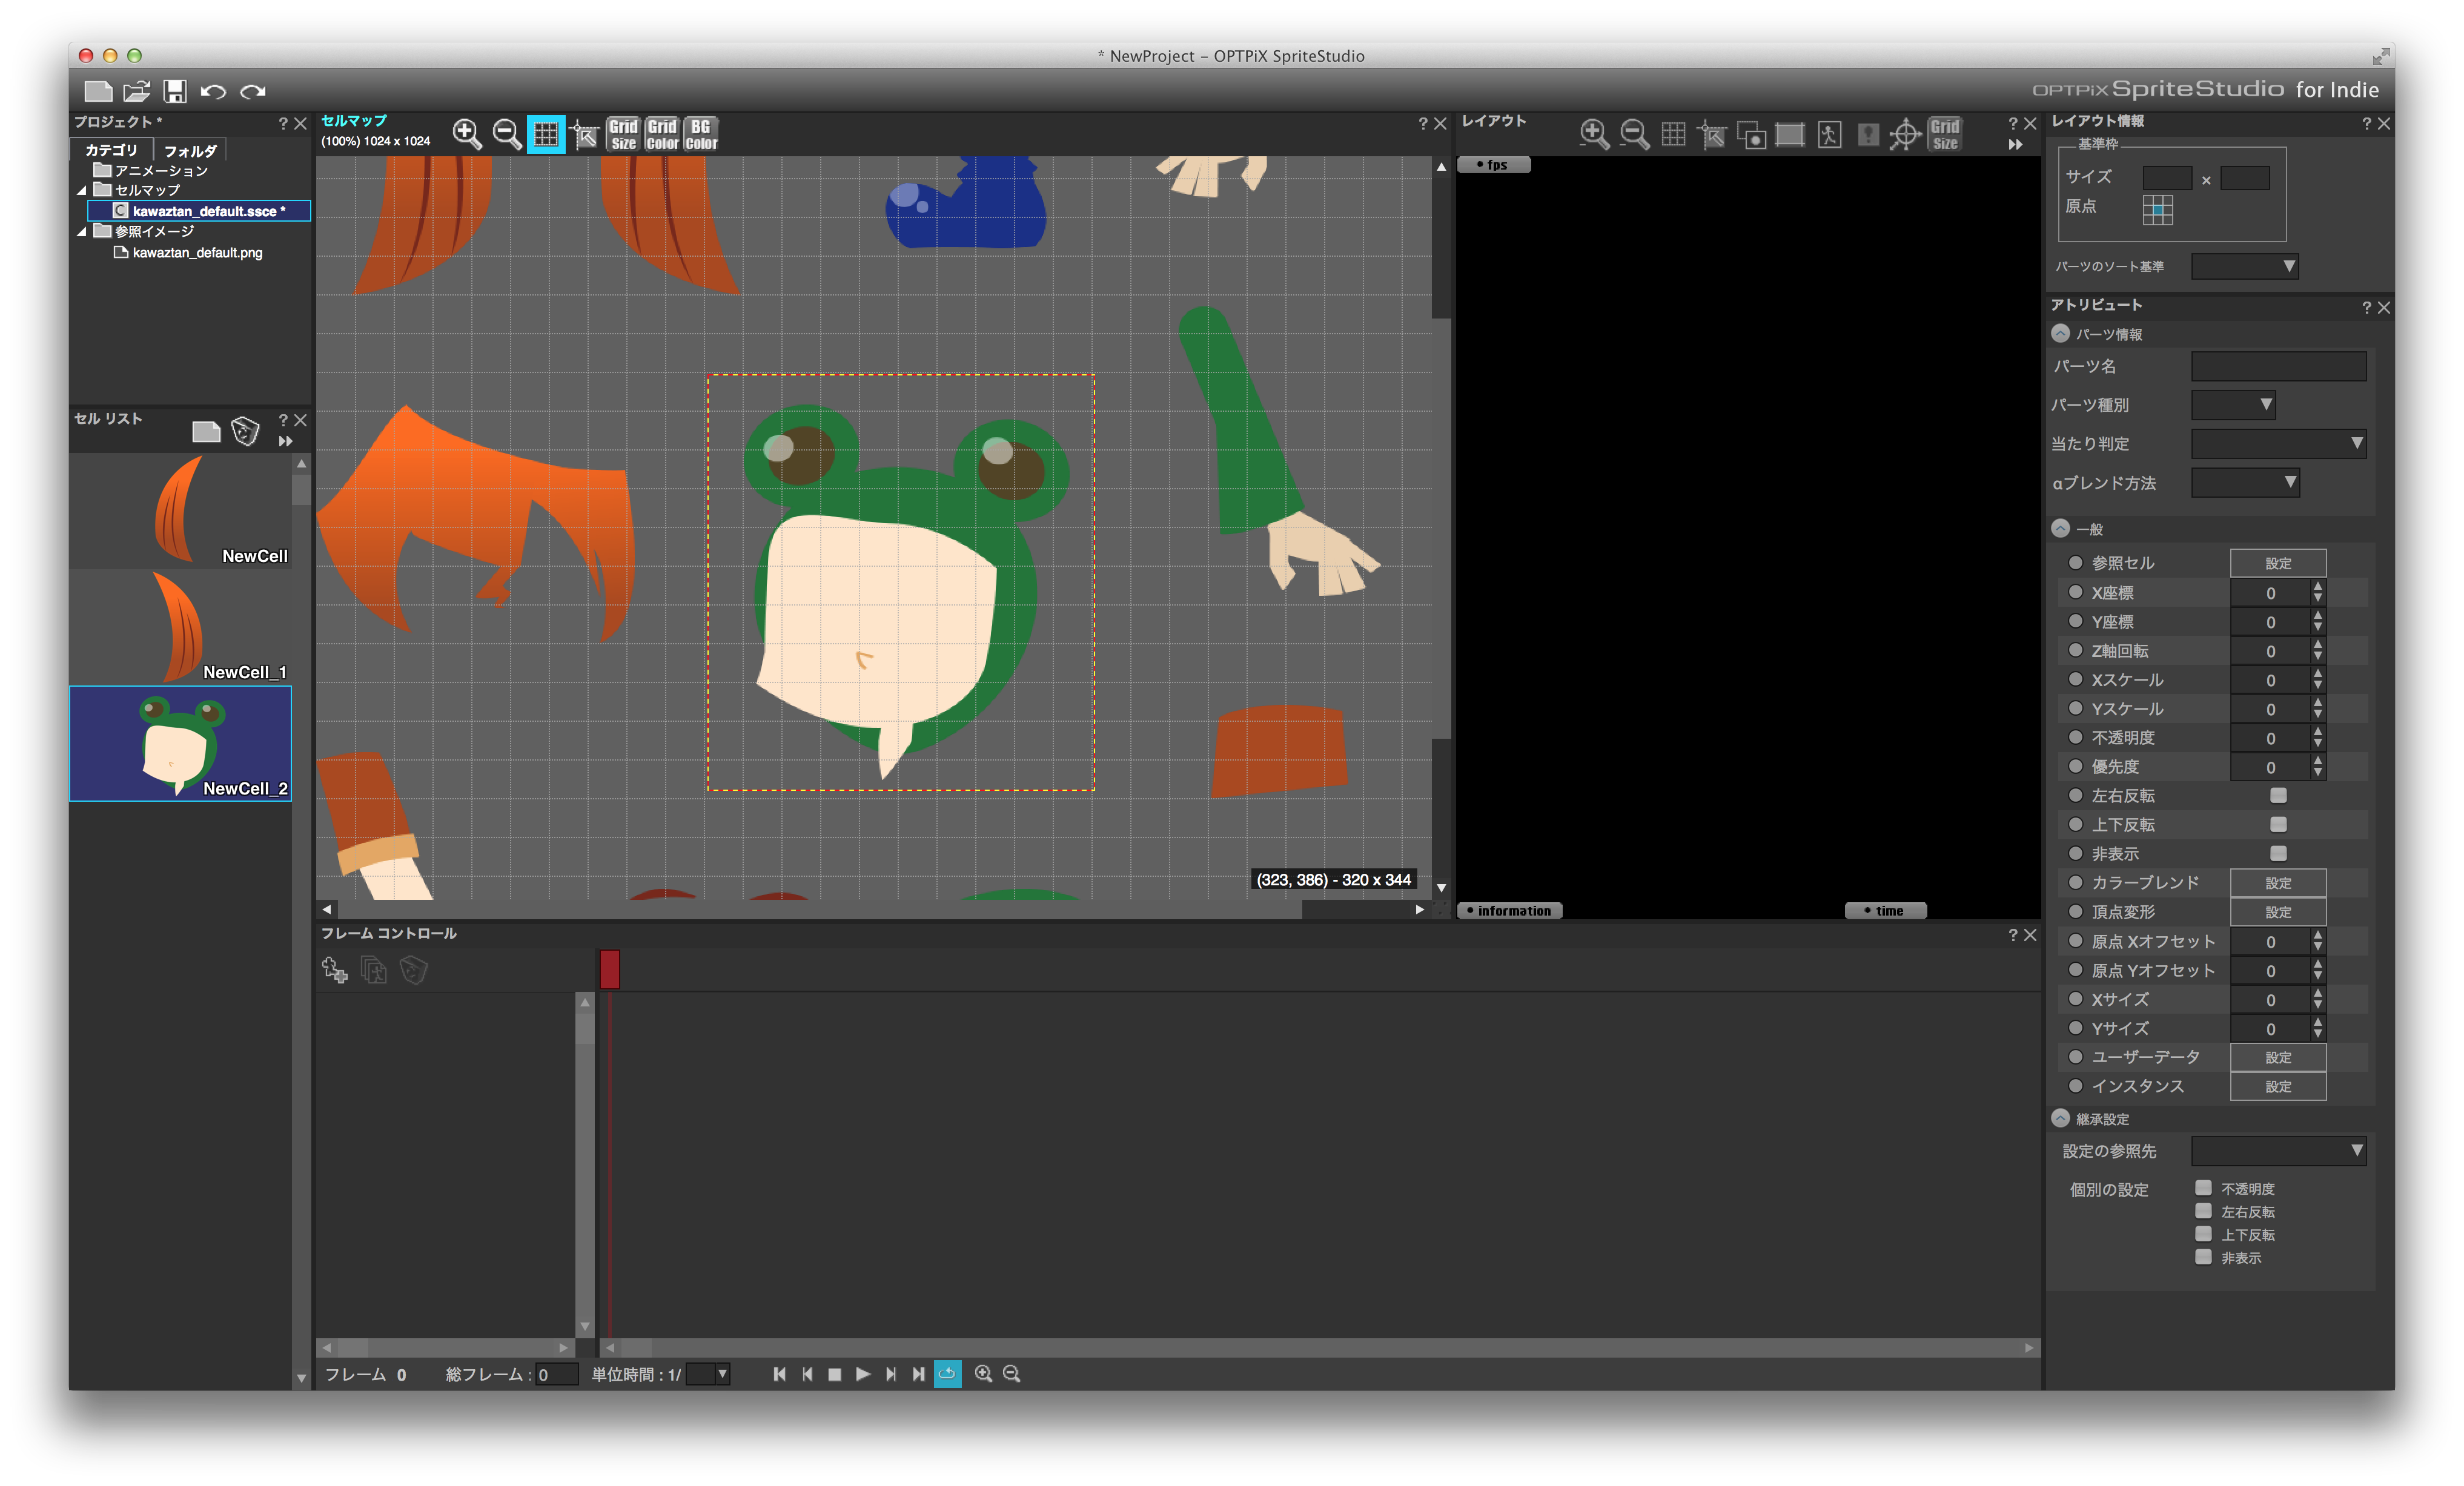 * NewProject – OPTPiX SpriteStudio
OPTPiX SpriteStudio for Indie
プロジェクト *
?
カテゴリ
フォルダ
アニメーション
セルマップ
kawaztan_default.ssce *
参照イメージ
kawaztan_default.png
セル リスト
?
NewCell
NewCell_1
NewCell_2
セルマップ
(100%) 1024 x 1024
Grid Size
Grid Color
BG Color
?
(323, 386) - 320 x 344
レイアウト
Grid Size
?
• fps
• information
• time
フレーム コントロール
?
フレーム 0
総フレーム : 0
単位時間 : 1/
レイアウト情報
?
基準枠
サイズ ×
原点
パーツのソート基準
アトリビュート
?
パーツ情報
パーツ名
パーツ種別
当たり判定
αブレンド方法
一般
参照セル 設定
X座標 0
Y座標 0
Z軸回転 0
Xスケール 0
Yスケール 0
不透明度 0
優先度 0
左右反転
上下反転
非表示
カラーブレンド 設定
頂点変形 設定
原点 Xオフセット 0
原点 Yオフセット 0
Xサイズ 0
Yサイズ 0
ユーザーデータ 設定
インスタンス 設定
継承設定
設定の参照先
個別の設定 不透明度
左右反転
上下反転
非表示